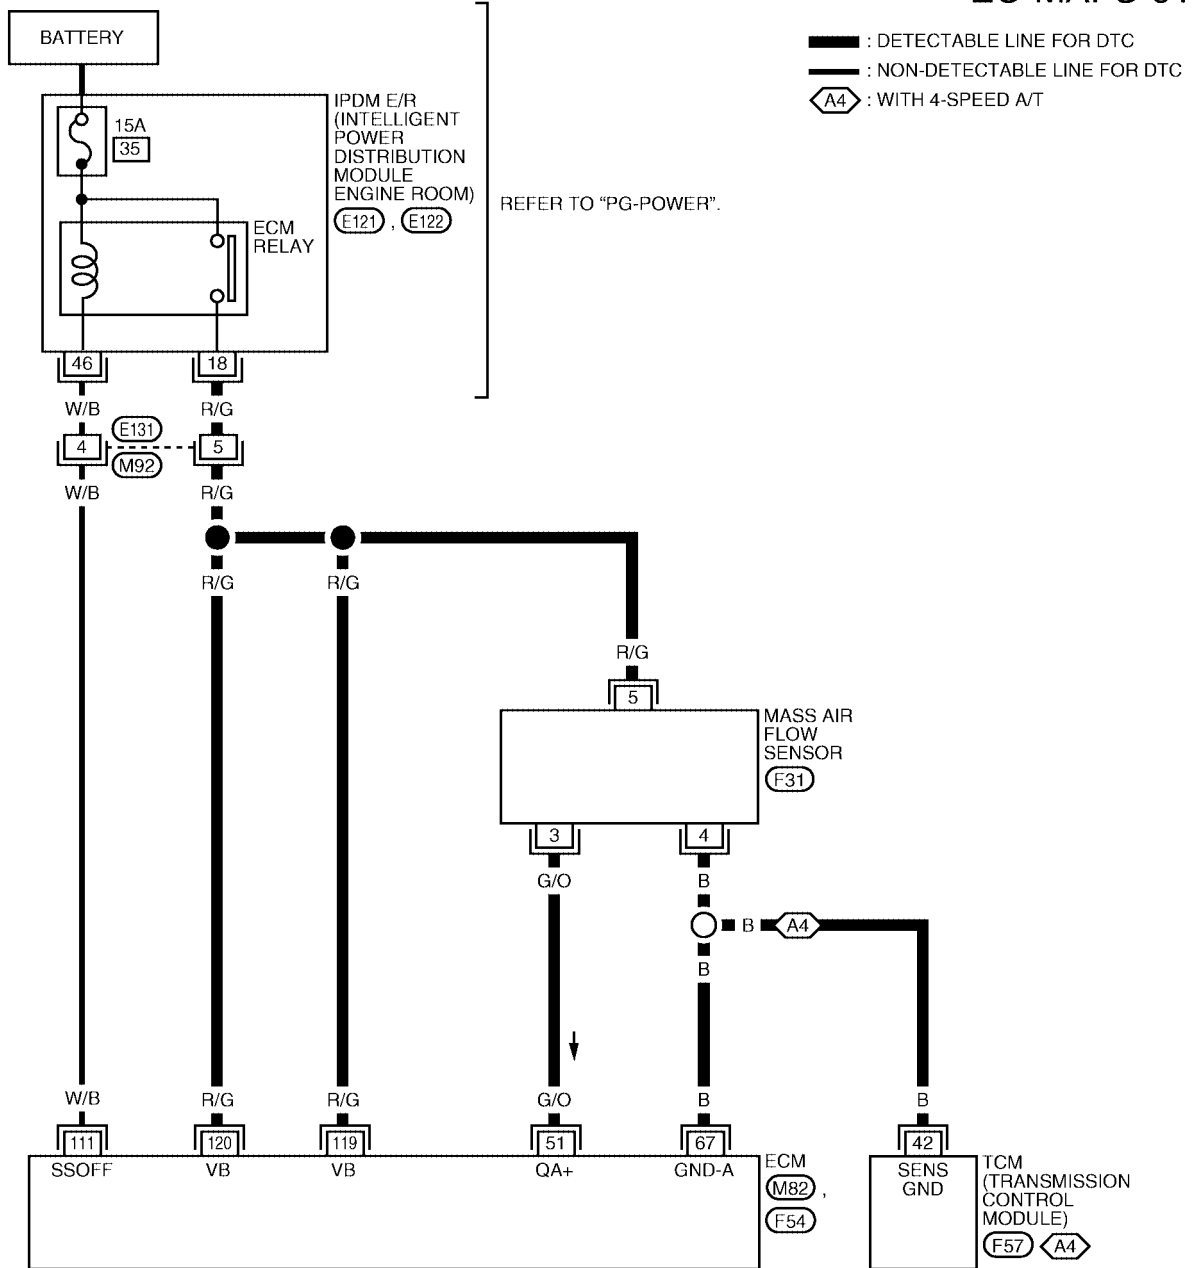 BATTERY
: DETECTABLE LINE FOR DTC
: NON-DETECTABLE LINE FOR DTC
A4 : WITH 4-SPEED A/T
15A
35
IPDM E/R
(INTELLIGENT
POWER
DISTRIBUTION
MODULE
ENGINE ROOM)
E121 , E122
REFER TO "PG-POWER".
ECM
RELAY
46
18
W/B
R/G
E131
4
5
M92
W/B
R/G
R/G
R/G
R/G
5
MASS AIR
FLOW
SENSOR
F31
3
4
G/O
B
B
A4
B
W/B
R/G
R/G
G/O
B
B
111
120
119
51
67
42
SSOFF
VB
VB
QA+
GND-A
ECM
M82 ,
F54
SENS
GND
TCM
(TRANSMISSION
CONTROL
MODULE)
F57 A4